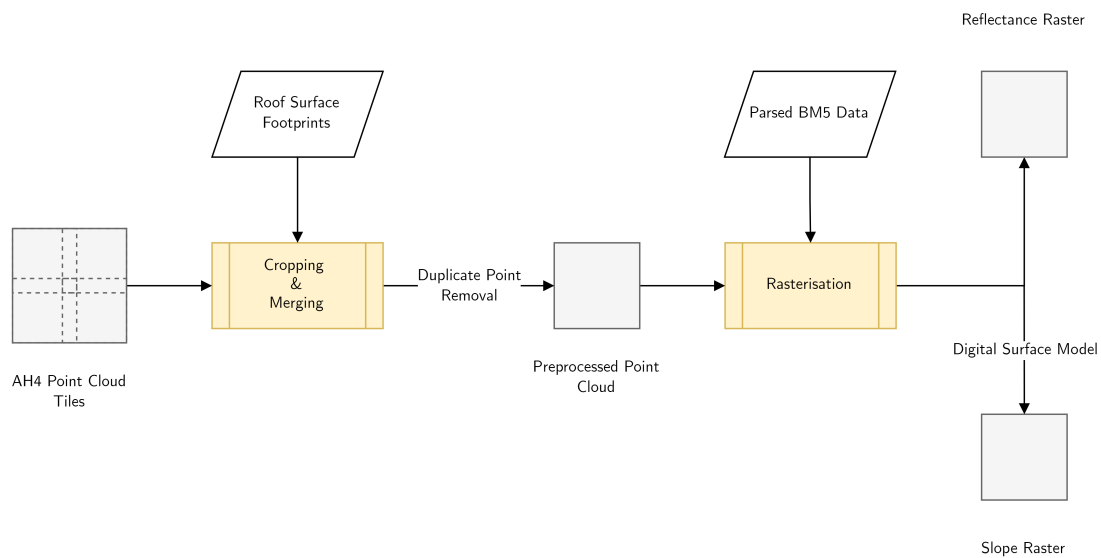 Reflectance Raster
Roof Surface
Footprints
Parsed BM5 Data
Cropping
&
Merging
Duplicate Point
Removal
Rasterisation
Digital Surface Model
AH4 Point Cloud
Tiles
Preprocessed Point
Cloud
Slope Raster